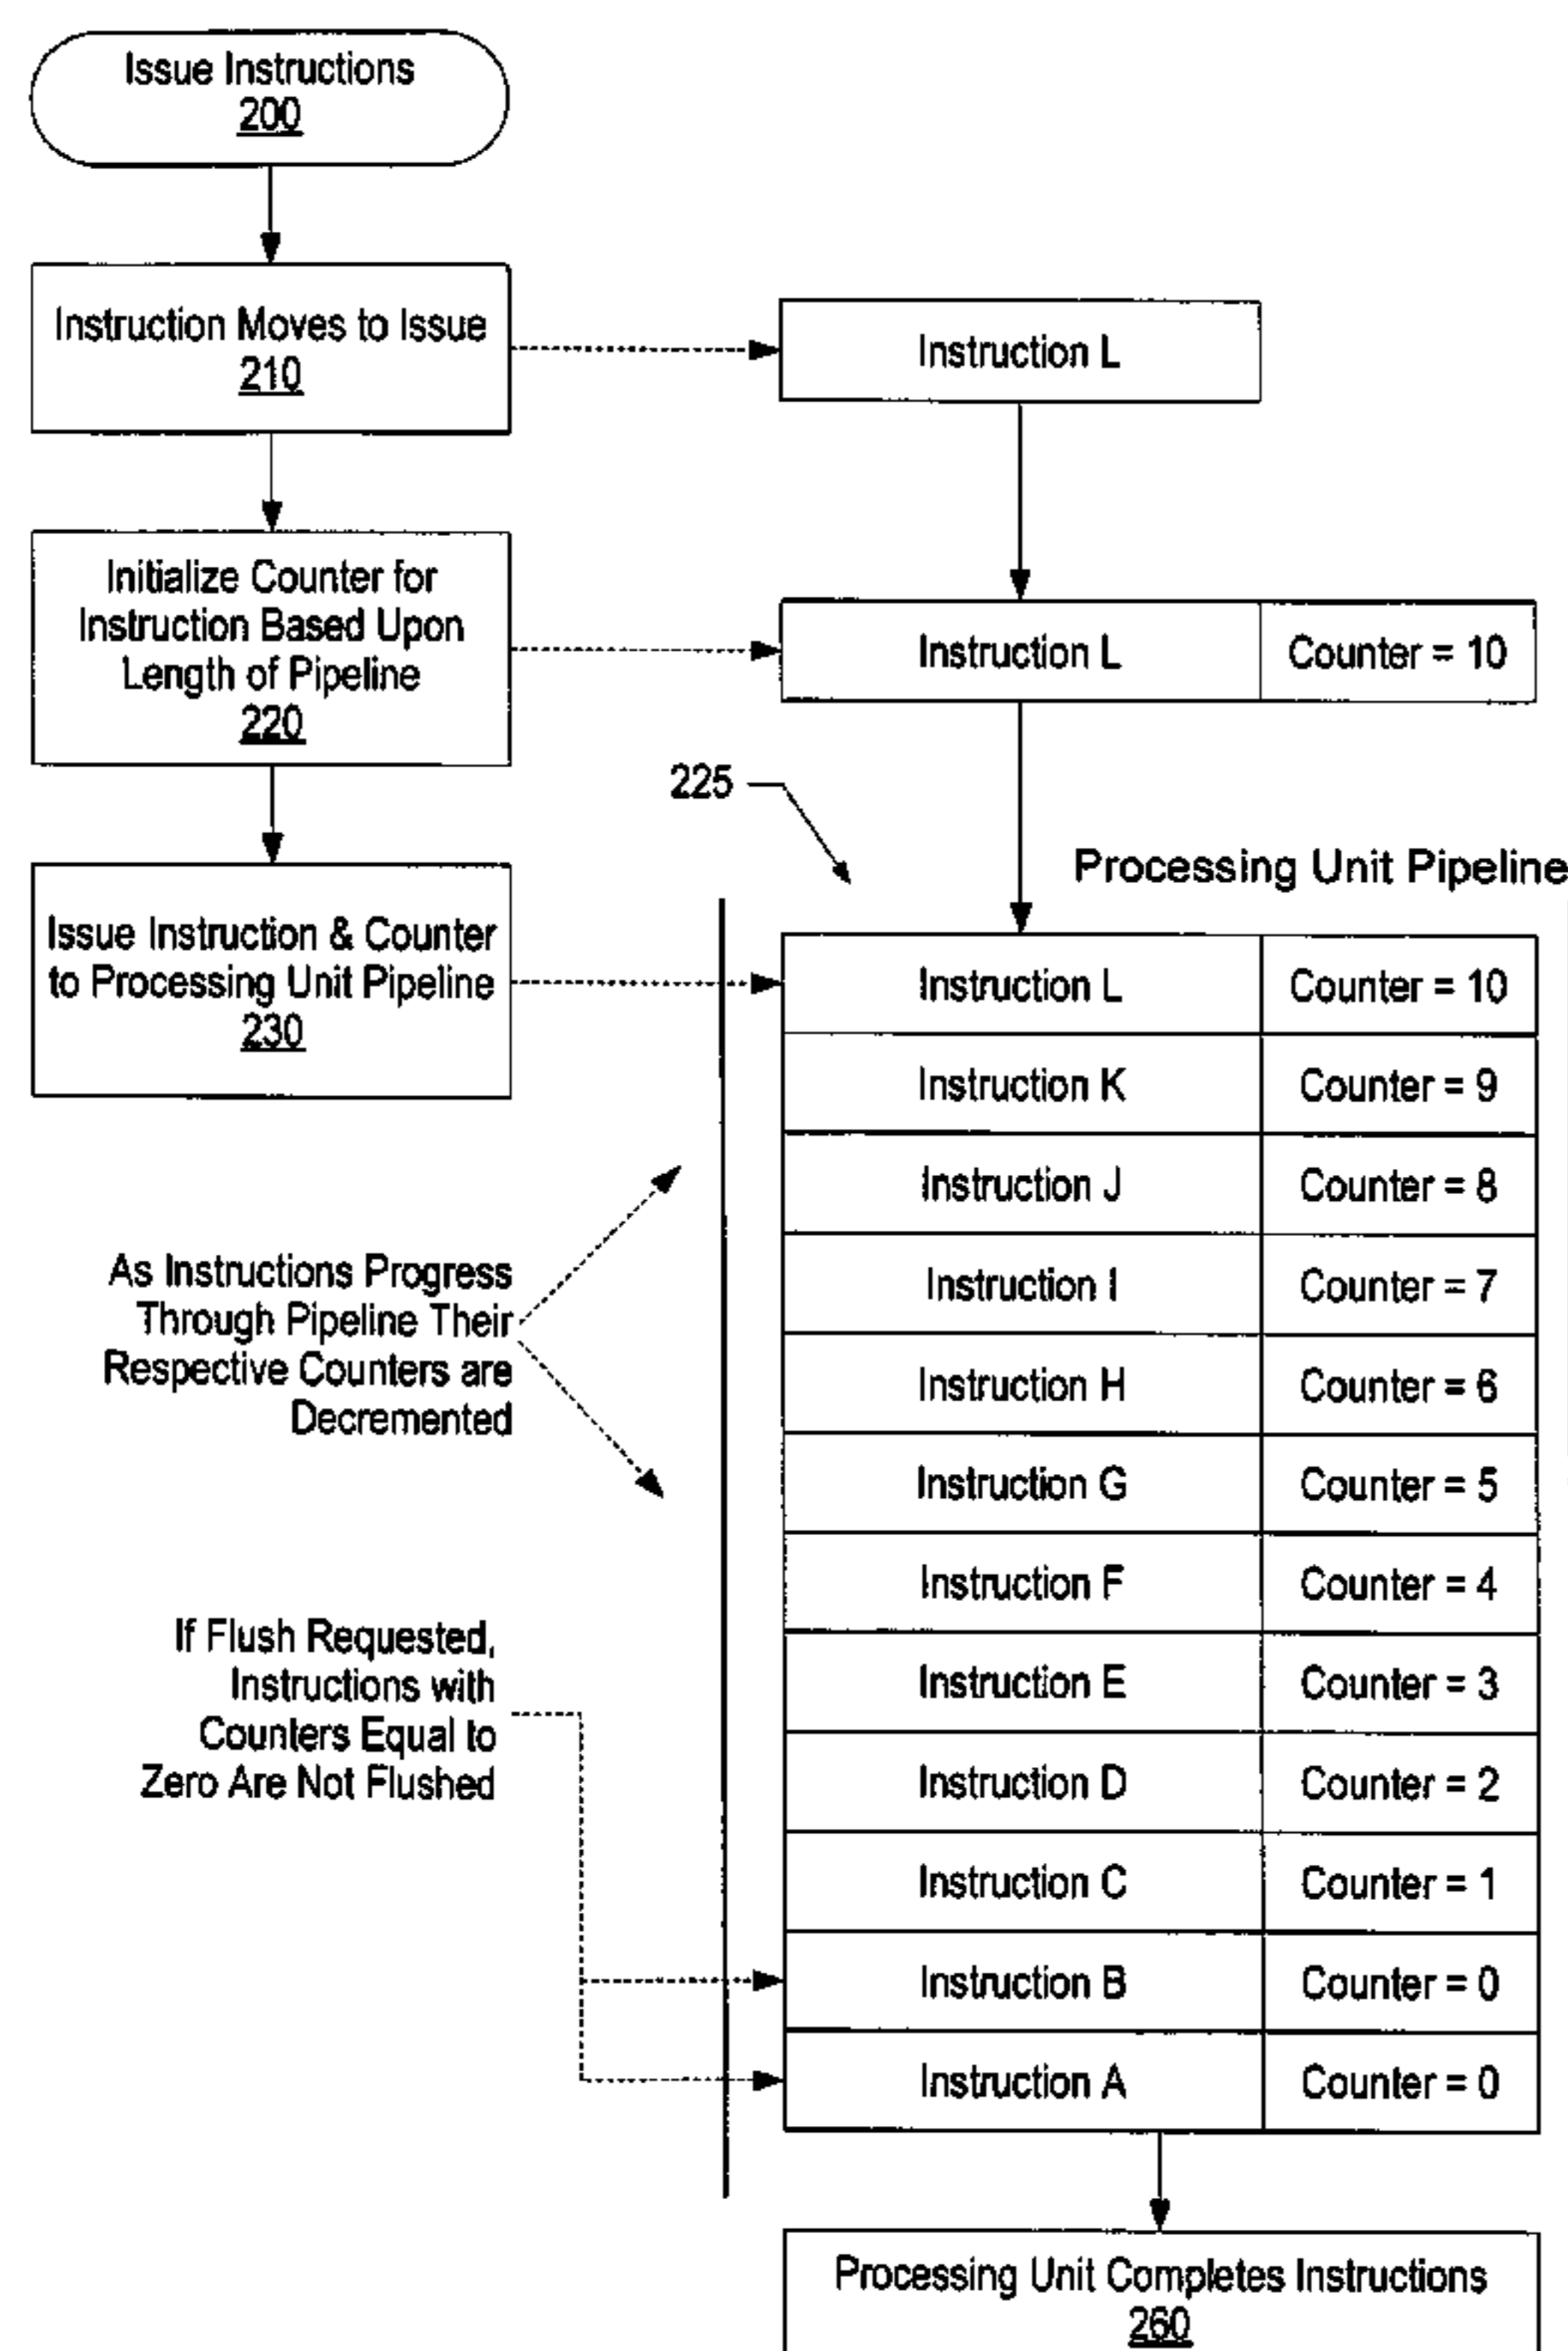 Issue Instructions
200
Instruction Moves to Issue
210
Instruction L
Initialize Counter for
Instruction Based Upon
Length of Pipeline
220
Instruction L
Counter = 10
225
Processing Unit Pipeline
Issue Instruction & Counter
to Processing Unit Pipeline
230
Instruction L
Counter = 10
Instruction K
Counter = 9
Instruction J
Counter = 8
Instruction I
Counter = 7
Instruction H
Counter = 6
Instruction G
Counter = 5
Instruction F
Counter = 4
Instruction E
Counter = 3
Instruction D
Counter = 2
Instruction C
Counter = 1
Instruction B
Counter = 0
Instruction A
Counter = 0
As Instructions Progress
Through Pipeline Their
Respective Counters are
Decremented
If Flush Requested,
Instructions with
Counters Equal to
Zero Are Not Flushed
Processing Unit Completes Instructions
260